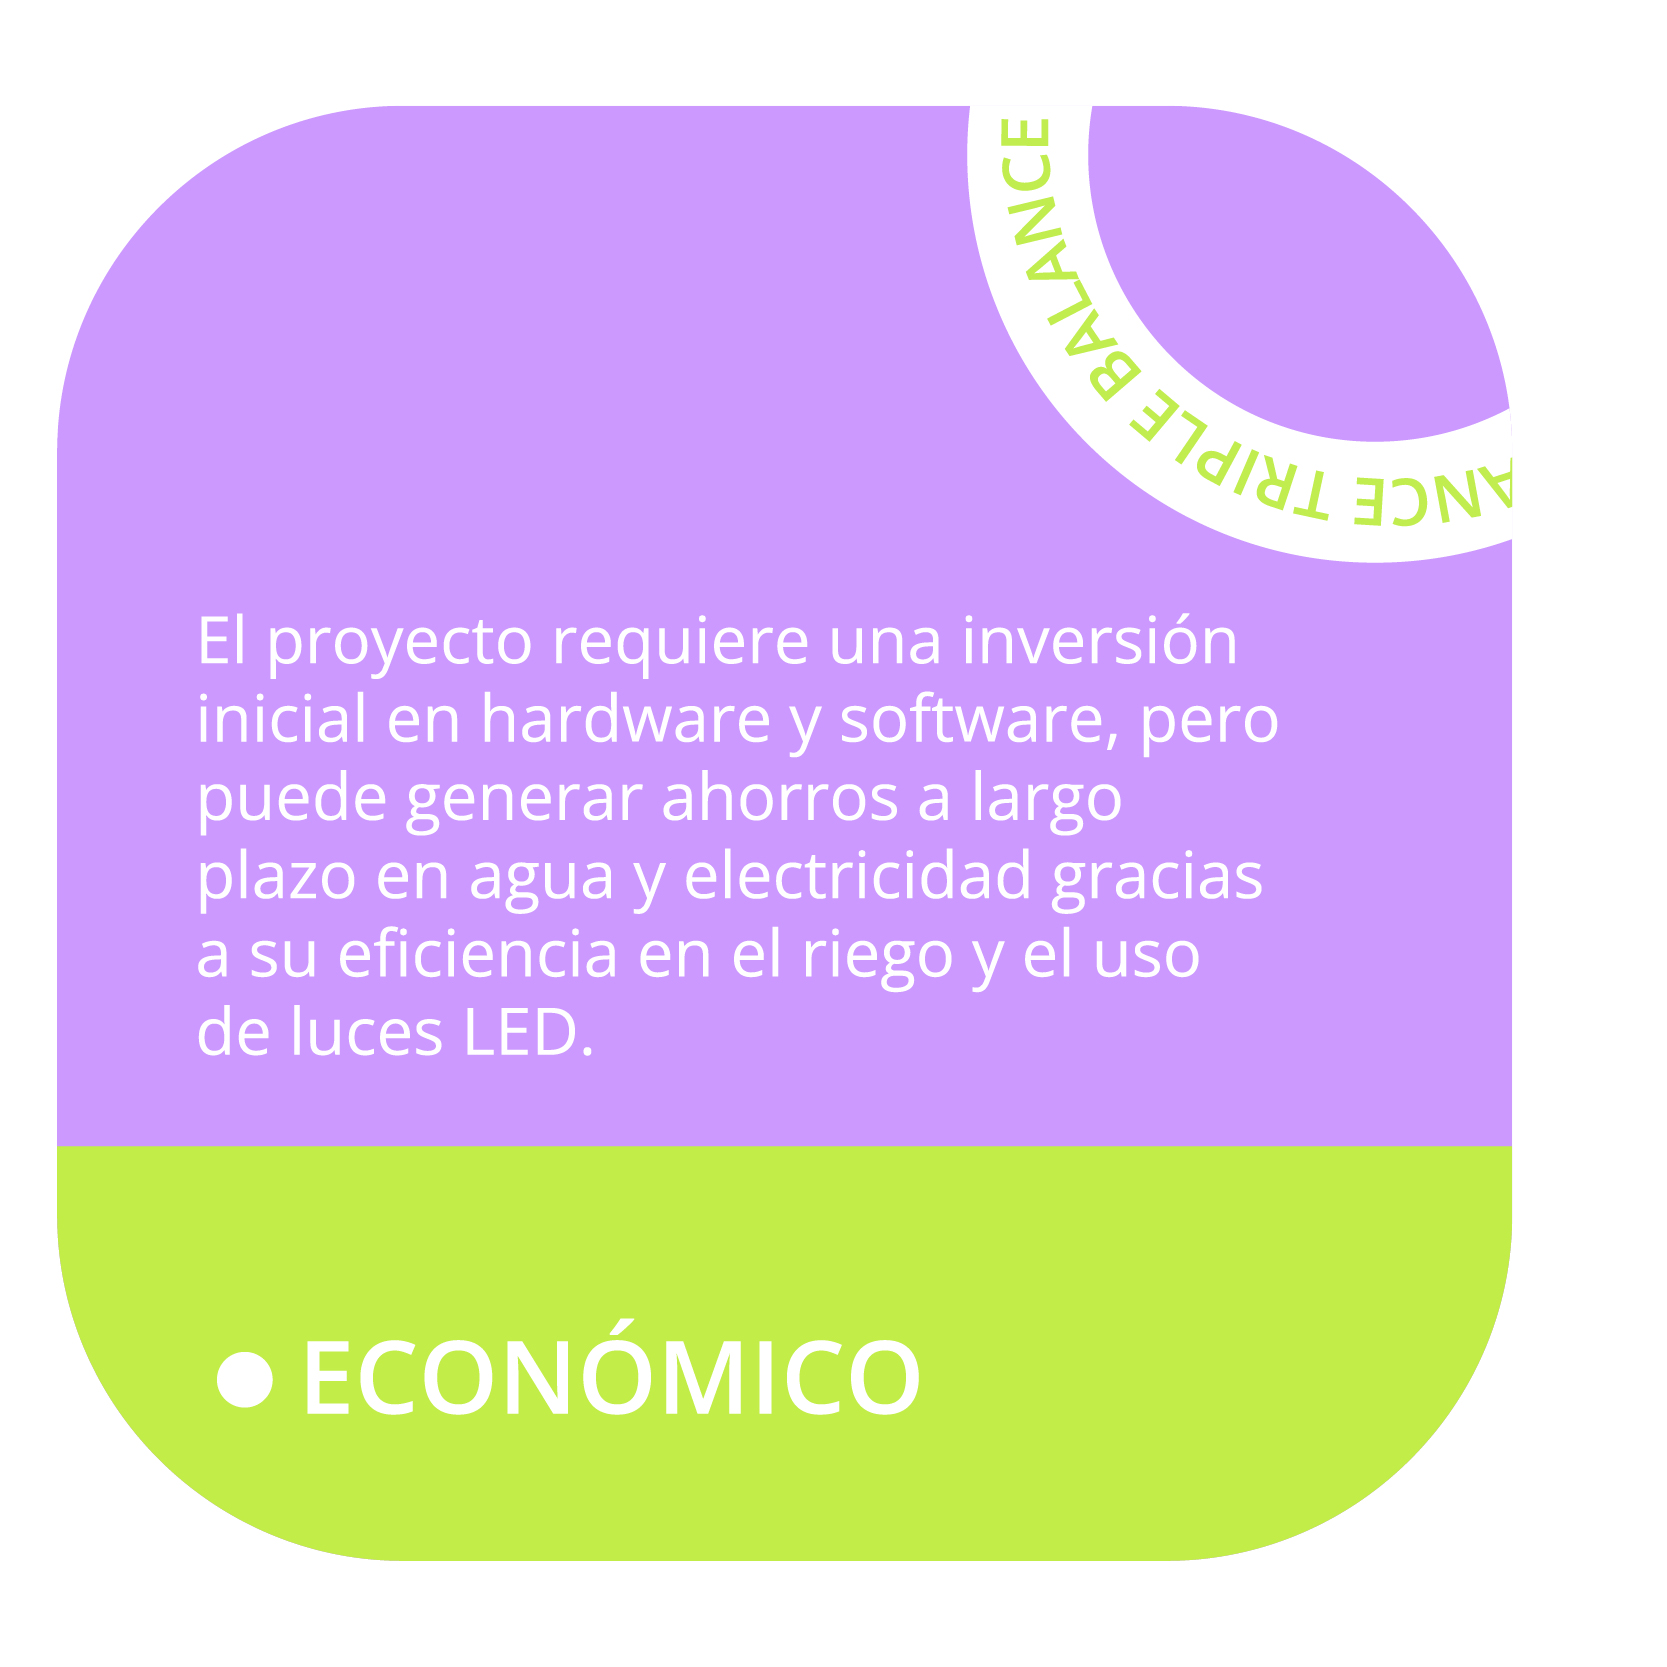 ANCE TRIPLE BALANCE
El proyecto requiere una inversión
inicial en hardware y software, pero
puede generar ahorros a largo
plazo en agua y electricidad gracias
a su eficiencia en el riego y el uso
de luces LED.
ECONÓMICO